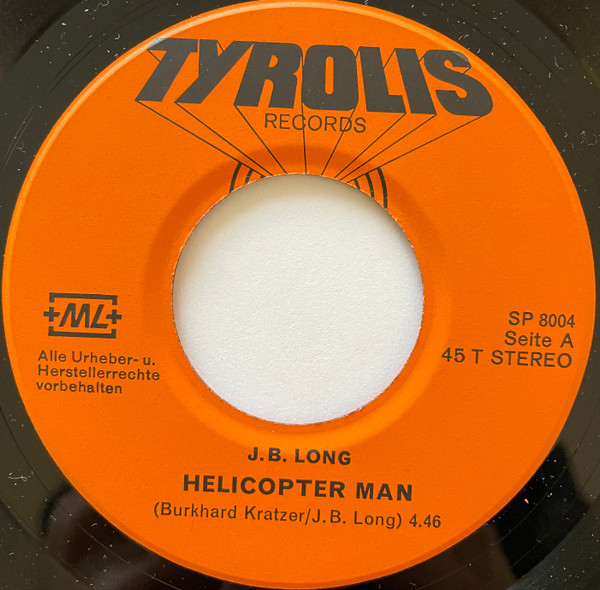 TYROLIS
RECORDS
+ML+
Alle Urheber- u.
Herstellerrechte
vorbehalten
SP 8004
Seite A
45 T STEREO
J.B. LONG
HELICOPTER MAN
(Burkhard Kratzer/J.B. Long) 4.46